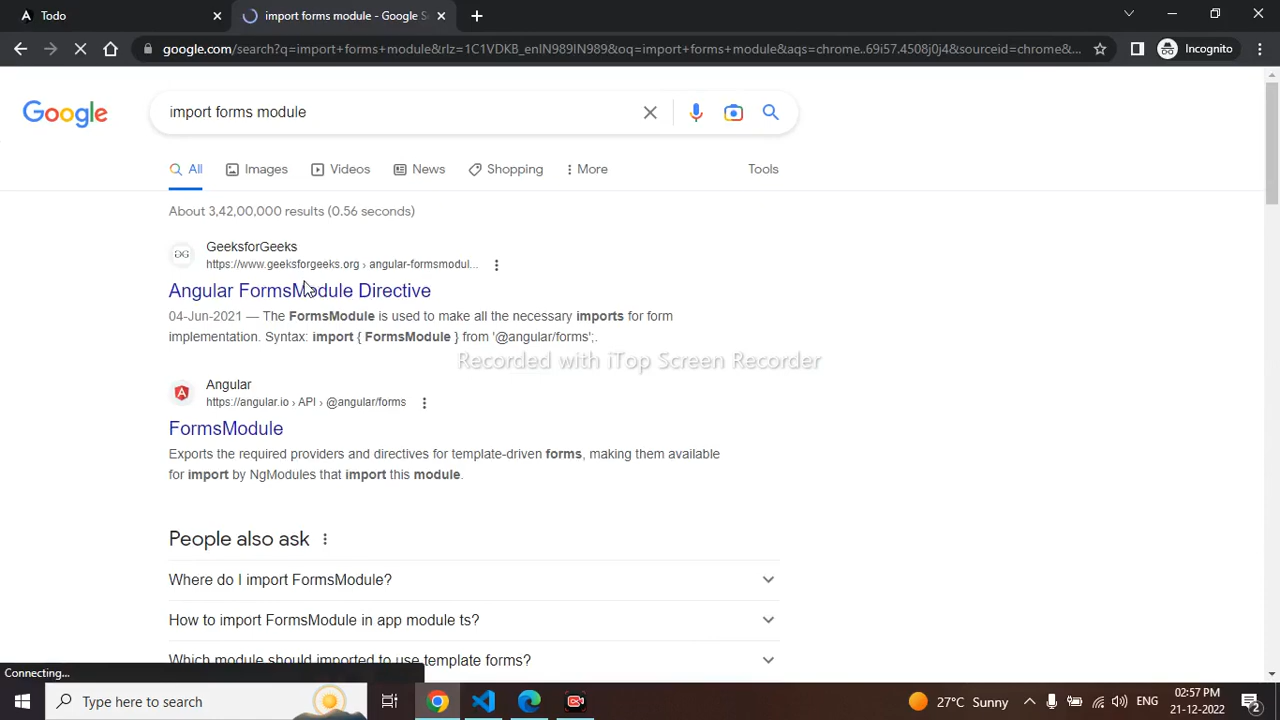 Todo
import forms module - Google S
google.com/search?q=import+forms+module&rlz=1C1VDKB_enIN989IN989&oq=import+forms+module&aqs=chrome..69i57.4508j0j4&sourceid=chrome&...
Incognito
Google
import forms module
All
Images
Videos
News
Shopping
More
Tools
About 3,42,00,000 results (0.56 seconds)
GeeksforGeeks
https://www.geeksforgeeks.org › angular-formsmodul...
Angular FormsModule Directive
04-Jun-2021 — The FormsModule is used to make all the necessary imports for form
implementation. Syntax: import { FormsModule } from '@angular/forms';.
Recorded with iTop Screen Recorder
Angular
https://angular.io › API › @angular/forms
FormsModule
Exports the required providers and directives for template-driven forms, making them available
for import by NgModules that import this module.
People also ask
Where do I import FormsModule?
How to import FormsModule in app module ts?
Which module should imported to use template forms?
Connecting...
Type here to search
27°C Sunny
ENG
02:57 PM
21-12-2022
2